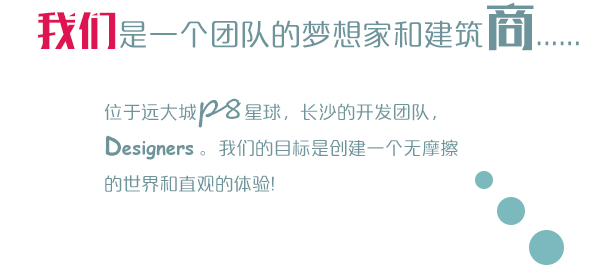 我们是一个团队的梦想家和建筑商......
位于远大城p8星球，长沙的开发团队，
Designers 。我们的目标是创建一个无摩擦
的世界和直观的体验!